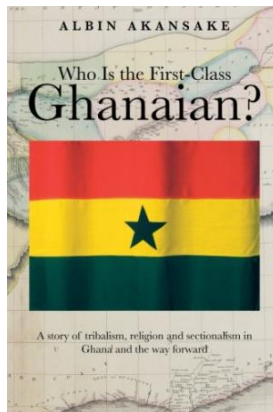 ALBIN AKANSAKE
Who Is the First-Class
Ghanaian?
A story of tribalism, religion and sectionalism in
Ghana and the way forward